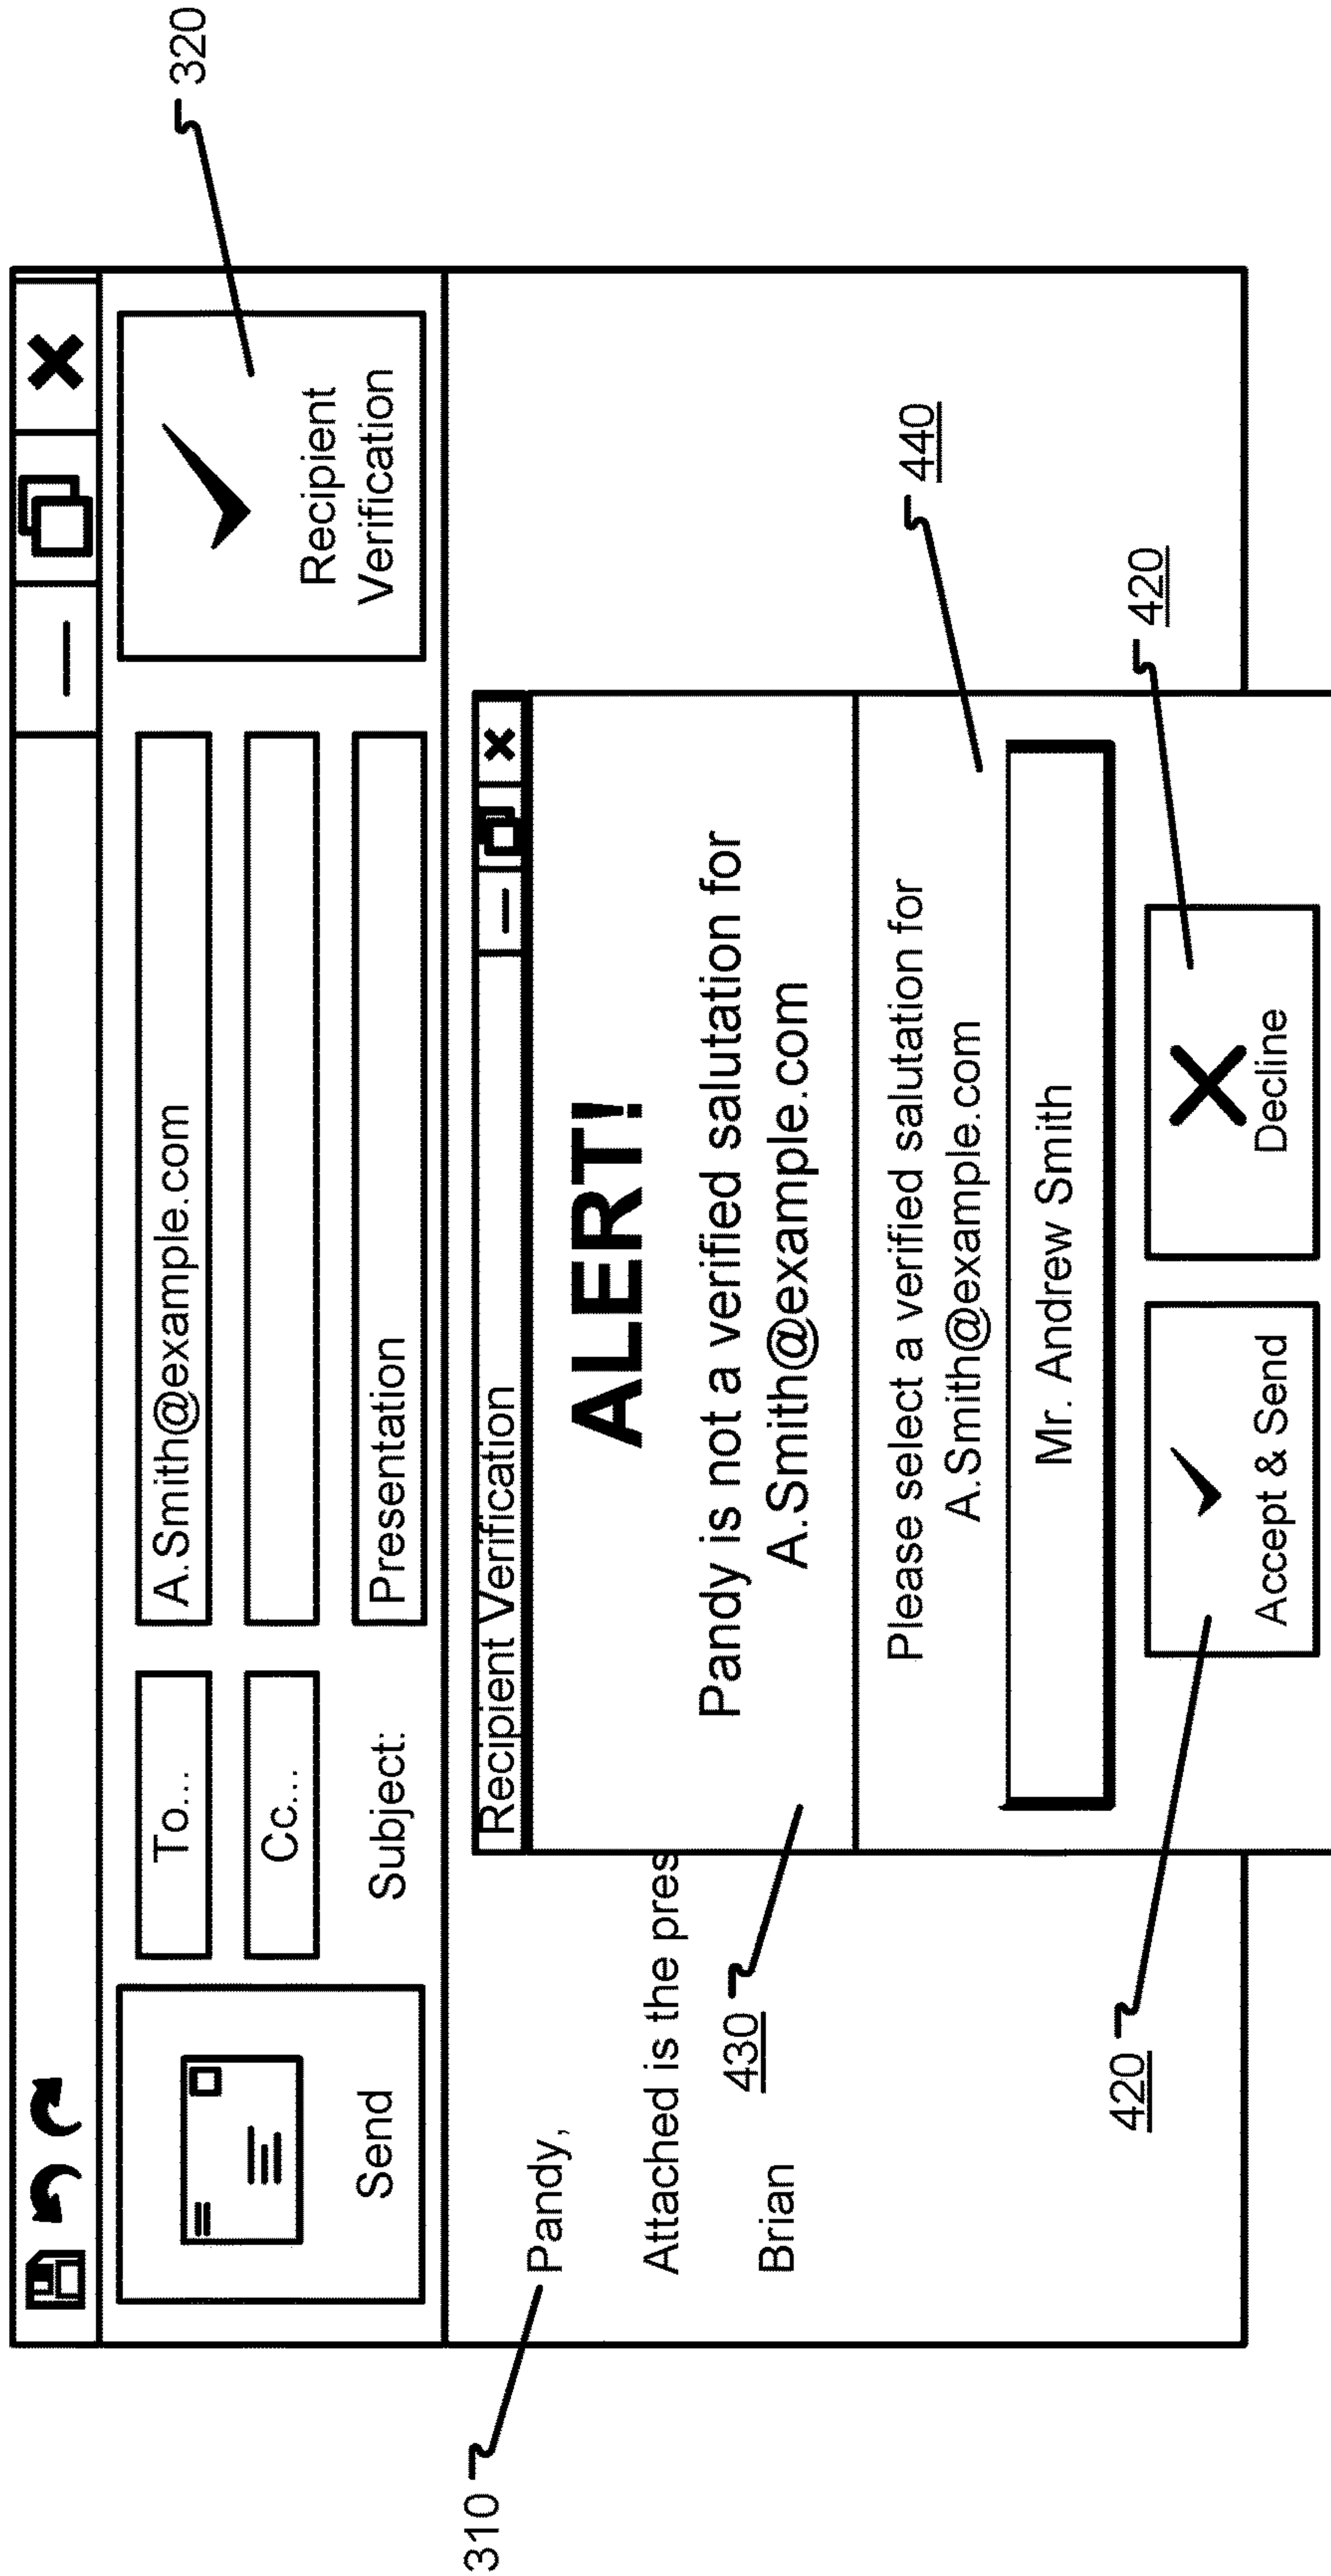 To...
A.Smith@example.com
Cc...
Subject:
Presentation
Send
Recipient
Verification
320
310
Pandy,
Attached is the pres
Brian
Recipient Verification
ALERT!
Pandy is not a verified salutation for
A.Smith@example.com
430
Please select a verified salutation for
A.Smith@example.com
440
Mr. Andrew Smith
Accept & Send
Decline
420
420